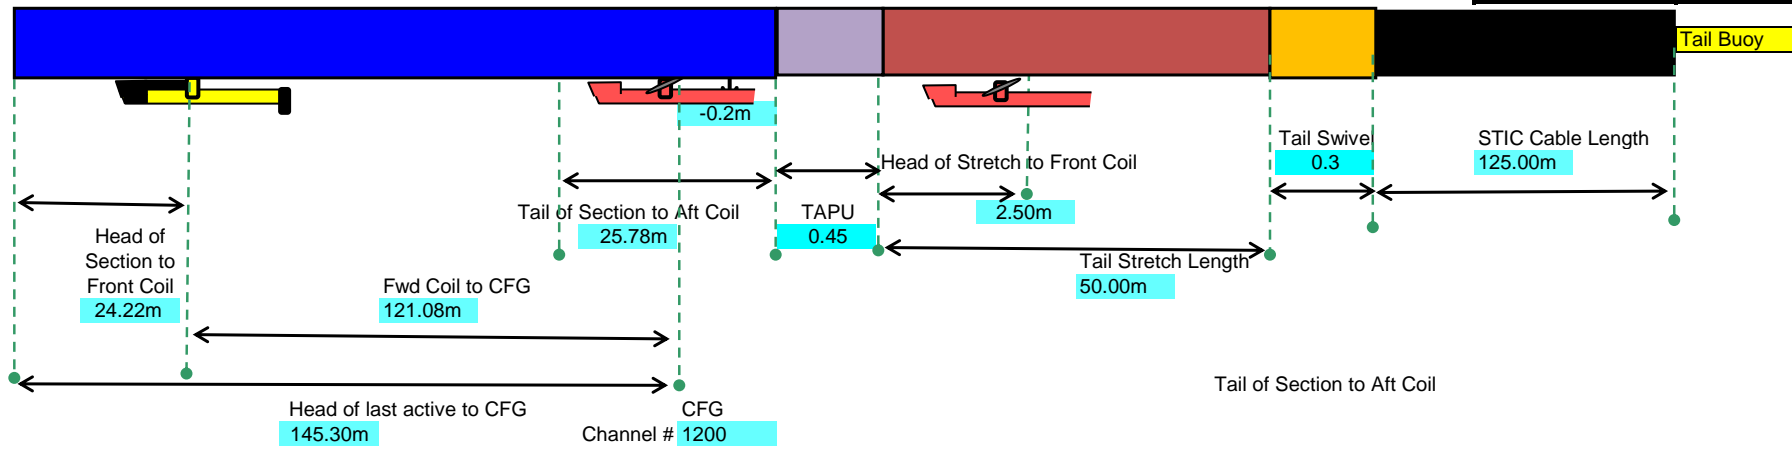 Tail Buoy
-0.2m
Tail Swivel
0.3
STIC Cable Length
125.00m
Head of Stretch to Front Coil
2.50m
Tail of Section to Aft Coil
25.78m
TAPU
0.45
Head of
Section to
Front Coil
24.22m
Fwd Coil to CFG
121.08m
Tail Stretch Length
50.00m
Tail of Section to Aft Coil
Head of last active to CFG
145.30m
CFG
Channel # 1200